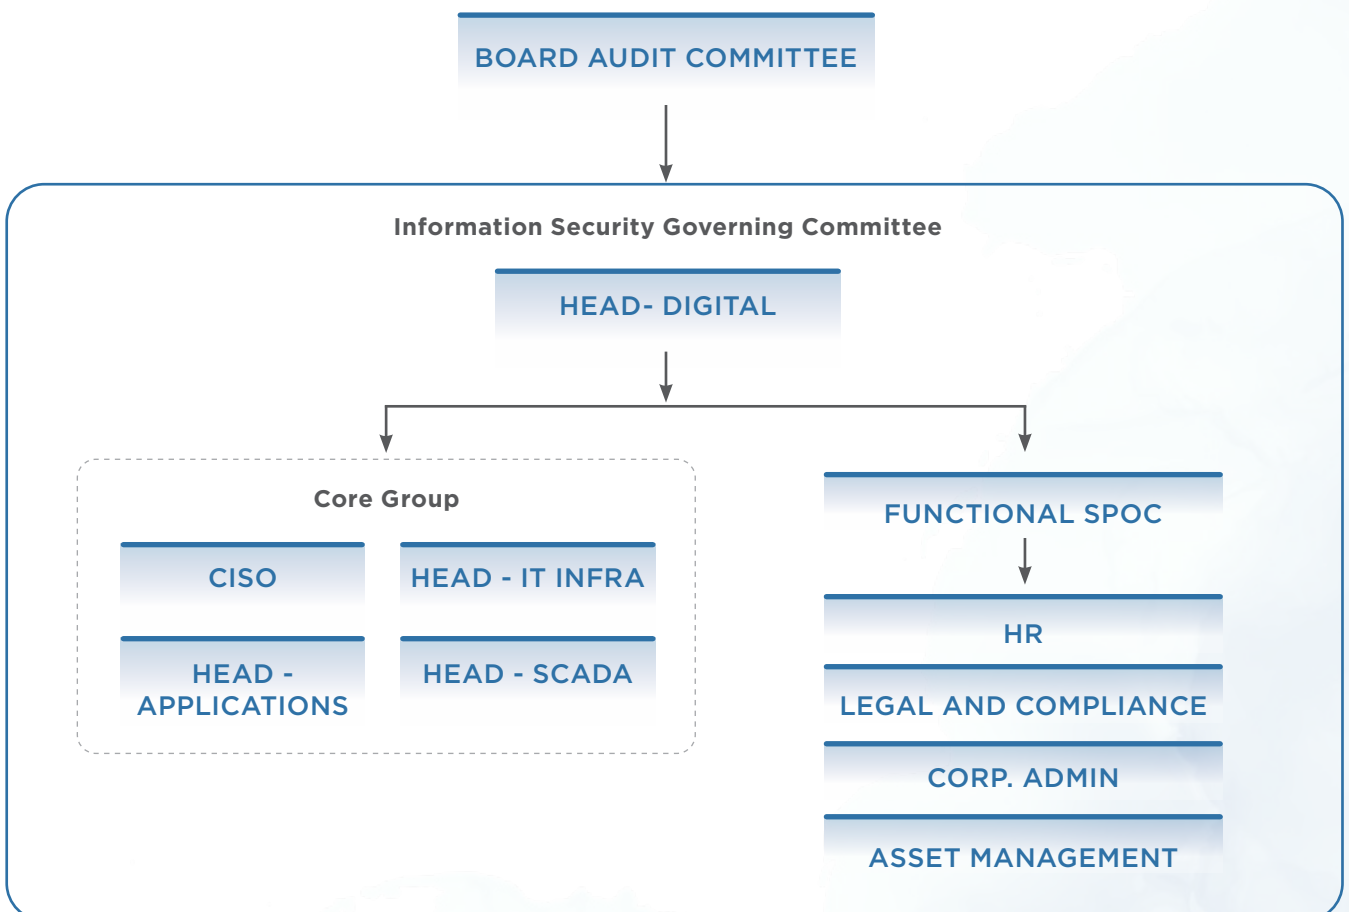 BOARD AUDIT COMMITTEE
Information Security Governing Committee
HEAD- DIGITAL
Core Group
CISO
HEAD - IT INFRA
HEAD -
APPLICATIONS
HEAD - SCADA
FUNCTIONAL SPOC
HR
LEGAL AND COMPLIANCE
CORP. ADMIN
ASSET MANAGEMENT